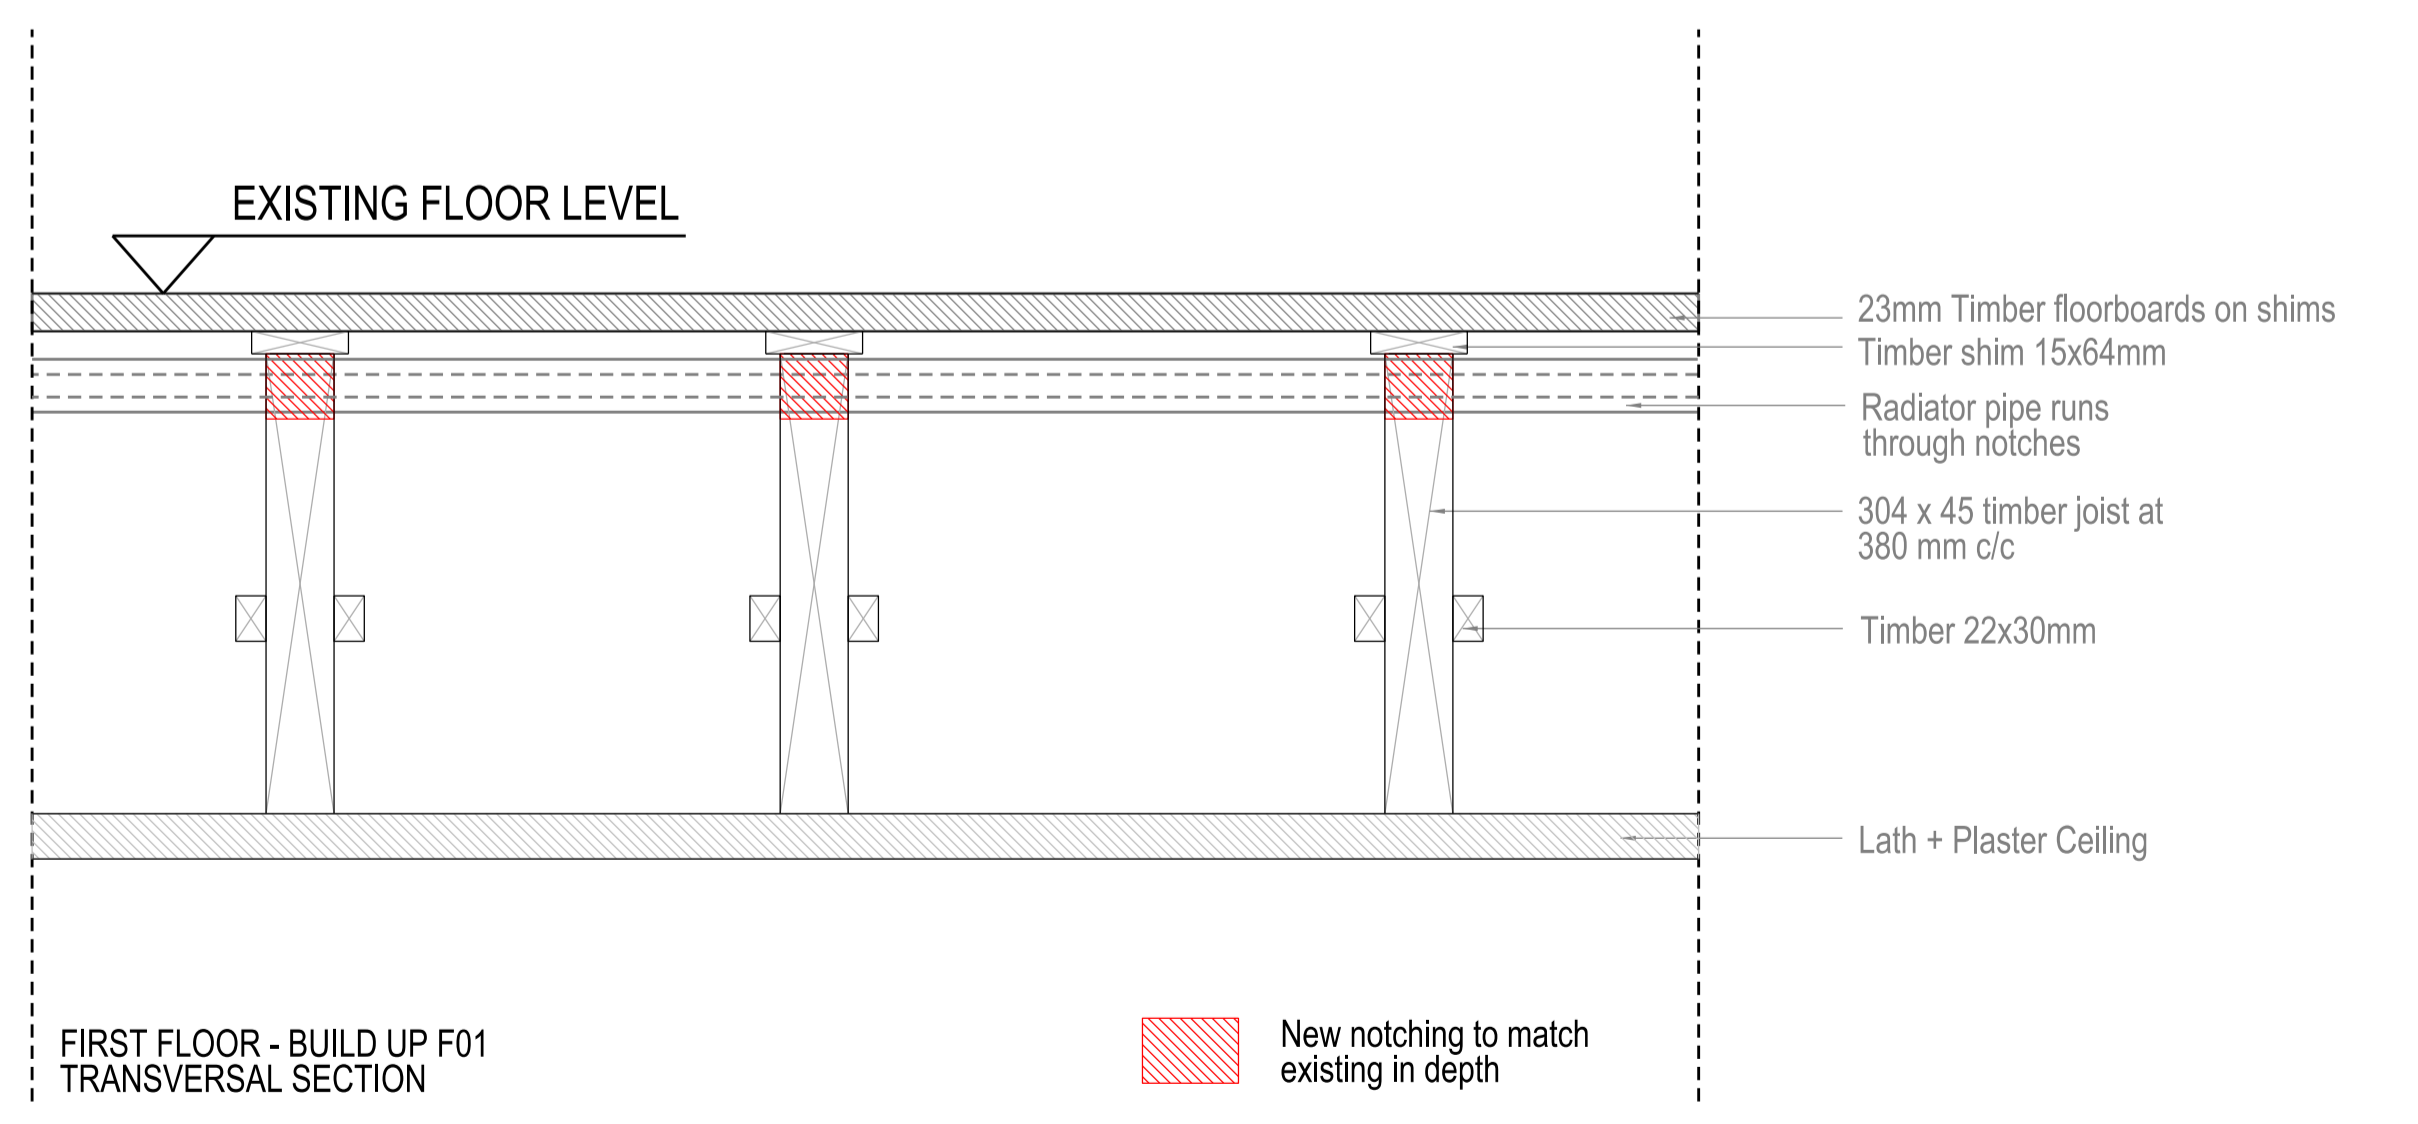 EXISTING FLOOR LEVEL
23mm Timber floorboards on shims
Timber shim 15x64mm
Radiator pipe runs
through notches
304 x 45 timber joist at
380 mm c/c
Timber 22x30mm
Lath + Plaster Ceiling
FIRST FLOOR - BUILD UP F01
TRANSVERSAL SECTION
New notching to match
existing in depth